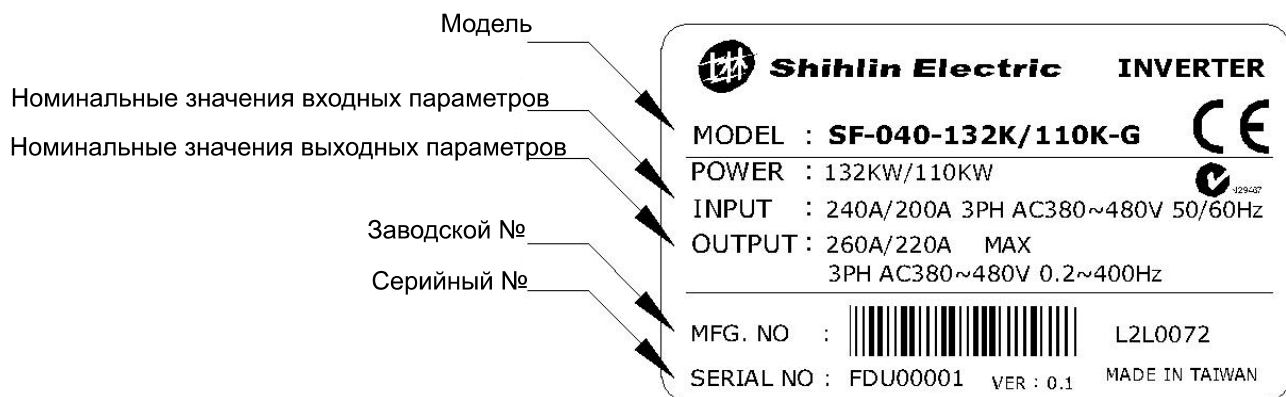 Модель
Номинальные значения входных параметров
Номинальные значения выходных параметров
Заводской №
Серийный №
Shihlin Electric INVERTER
MODEL : SF-040-132K/110K-G CE
POWER : 132KW/110KW
INPUT : 240A/200A 3PH AC380~480V 50/60Hz
OUTPUT : 260A/220A MAX
3PH AC380~480V 0.2~400Hz
MFG. NO : L2L0072
SERIAL NO : FDU00001 VER : 0.1 MADE IN TAIWAN